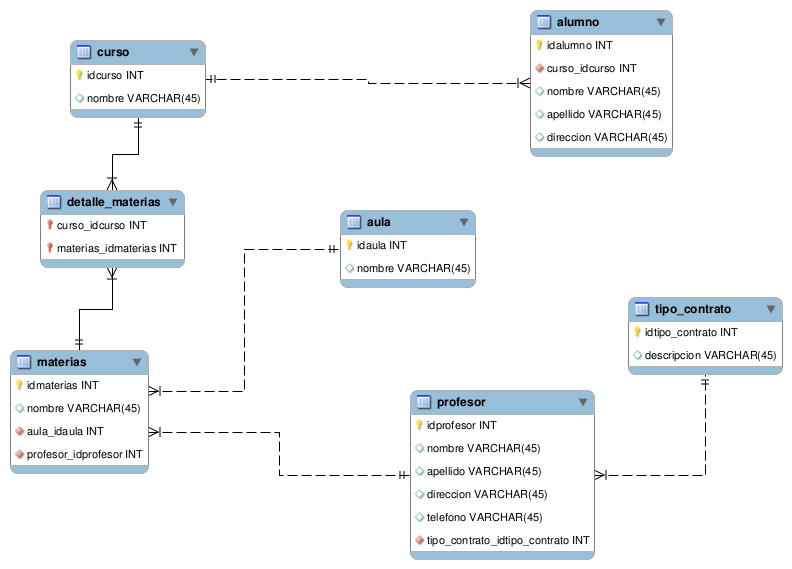 curso
idcurso INT
nombre VARCHAR(45)
alumno
idalumno INT
curso_idcurso INT
nombre VARCHAR(45)
apellido VARCHAR(45)
direccion VARCHAR(45)
detalle_materias
curso_idcurso INT
materias_idmaterias INT
aula
idaula INT
nombre VARCHAR(45)
tipo_contrato
idtipo_contrato INT
descripcion VARCHAR(45)
materias
idmaterias INT
nombre VARCHAR(45)
aula_idaula INT
profesor_idprofesor INT
profesor
idprofesor INT
nombre VARCHAR(45)
apellido VARCHAR(45)
direccion VARCHAR(45)
telefono VARCHAR(45)
tipo_contrato_idtipo_contrato INT